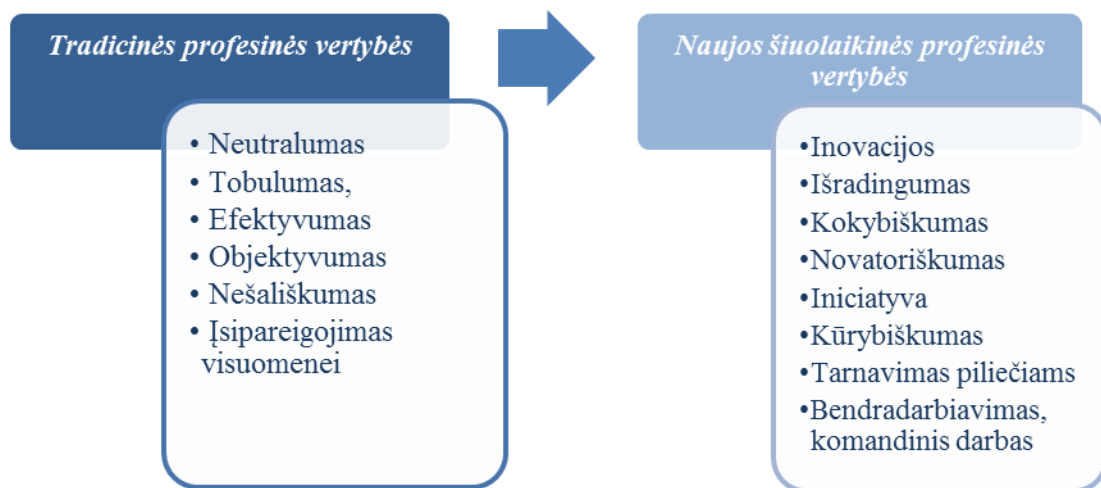 Tradicinės profesinės vertybės
• Neutralumas
• Tobulumas,
• Efektyvumas
• Objektyvumas
• Nešališkumas
• Įsipareigojimas
visuomenei
Naujos šiuolaikinės profesinės
vertybės
•Inovacijos
•Išradingumas
•Kokybiškumas
•Novatoriškumas
•Iniciatyva
•Kūrybiškumas
•Tarnavimas piliečiams
•Bendradarbiavimas,
komandinis darbas